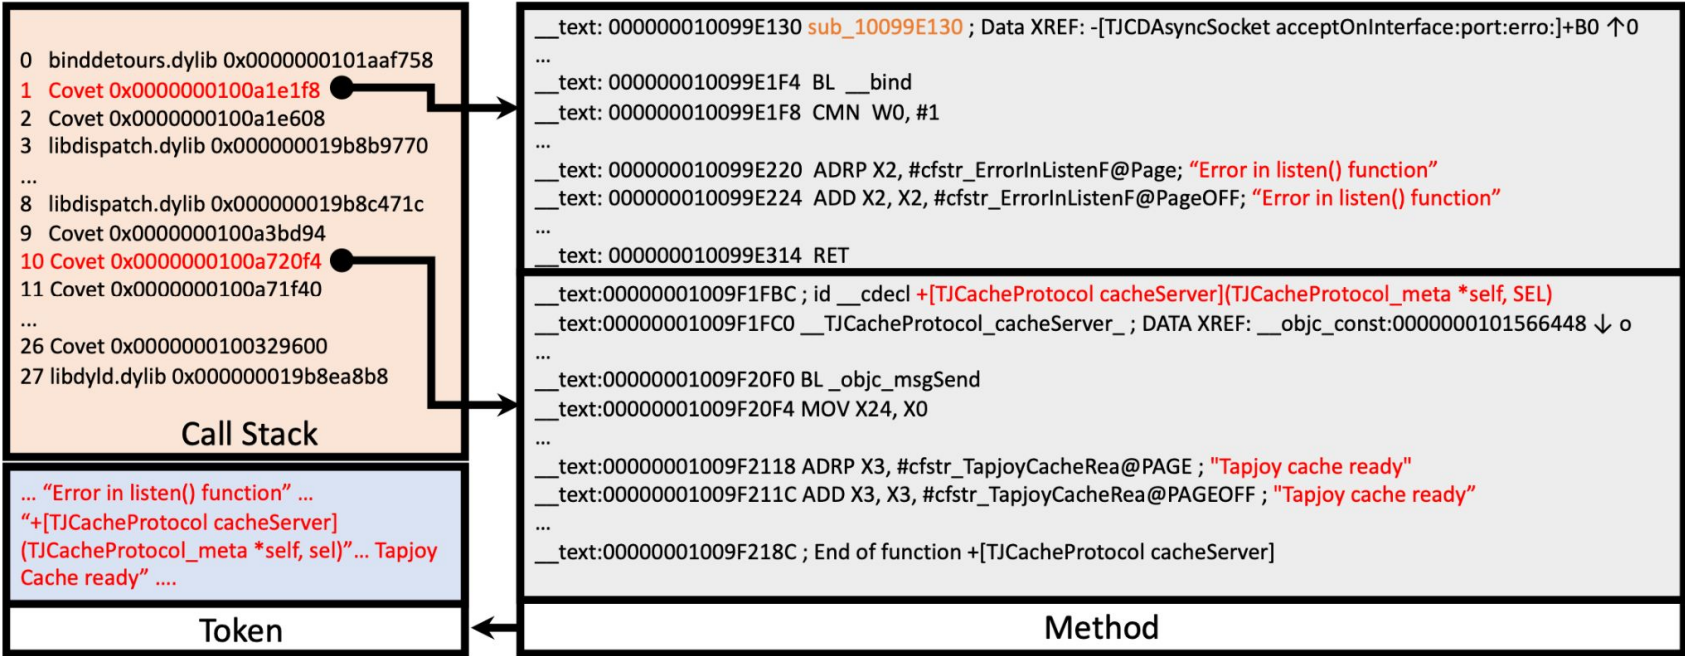 0 binddetours.dylib 0x0000000101aaf758
1 Covet 0x0000000100a1e1f8
2 Covet 0x0000000100a1e608
3 libdispatch.dylib 0x000000019b8b9770
...
8 libdispatch.dylib 0x000000019b8c471c
9 Covet 0x0000000100a3bd94
10 Covet 0x0000000100a720f4
11 Covet 0x0000000100a71f40
...
26 Covet 0x0000000100329600
27 libdyld.dylib 0x000000019b8ea8b8
Call Stack
... “Error in listen() function” ...
“+[TJCacheProtocol cacheServer]
(TJCacheProtocol_meta *self, sel)”... Tapjoy
Cache ready” ....
Token
__text: 000000010099E130 sub_10099E130 ; Data XREF: -[TJCDAsyncSocket acceptOnInterface:port:erro:]+B0 ↑0
...
__text: 000000010099E1F4 BL __bind
__text: 000000010099E1F8 CMN W0, #1
...
__text: 000000010099E220 ADRP X2, #cfstr_ErrorInListenF@Page; “Error in listen() function”
__text: 000000010099E224 ADD X2, X2, #cfstr_ErrorInListenF@PageOFF; “Error in listen() function”
...
__text: 000000010099E314 RET
__text:00000001009F1FBC ; id __cdecl +[TJCacheProtocol cacheServer](TJCacheProtocol_meta *self, SEL)
__text:00000001009F1FC0 __TJCacheProtocol_cacheServer_ ; DATA XREF: __objc_const:0000000101566448 ↓ o
...
__text:00000001009F20F0 BL _objc_msgSend
__text:00000001009F20F4 MOV X24, X0
...
__text:00000001009F2118 ADRP X3, #cfstr_TapjoyCacheRea@PAGE ; "Tapjoy cache ready"
__text:00000001009F211C ADD X3, X3, #cfstr_TapjoyCacheRea@PAGEOFF ; "Tapjoy cache ready”
...
__text:00000001009F218C ; End of function +[TJCacheProtocol cacheServer]
Method